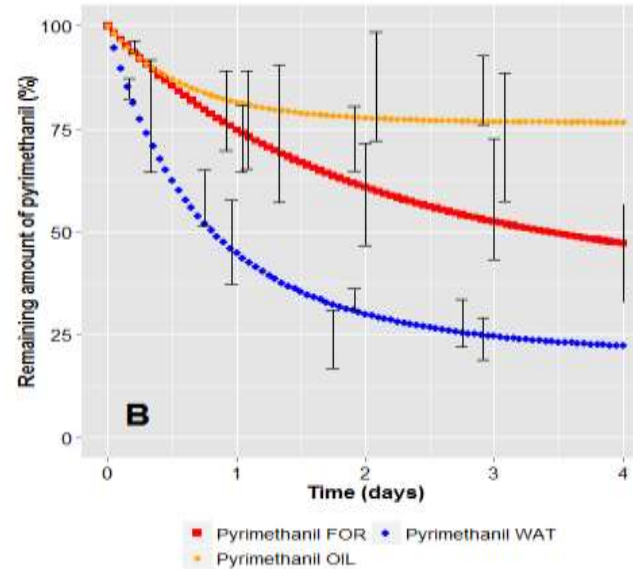 Remaining amount of pyrimethanil (%)
100
75
50
25
0
B
0 1 2 3 4
Time (days)
Pyrimethanil FOR Pyrimethanil WAT
Pyrimethanil OIL